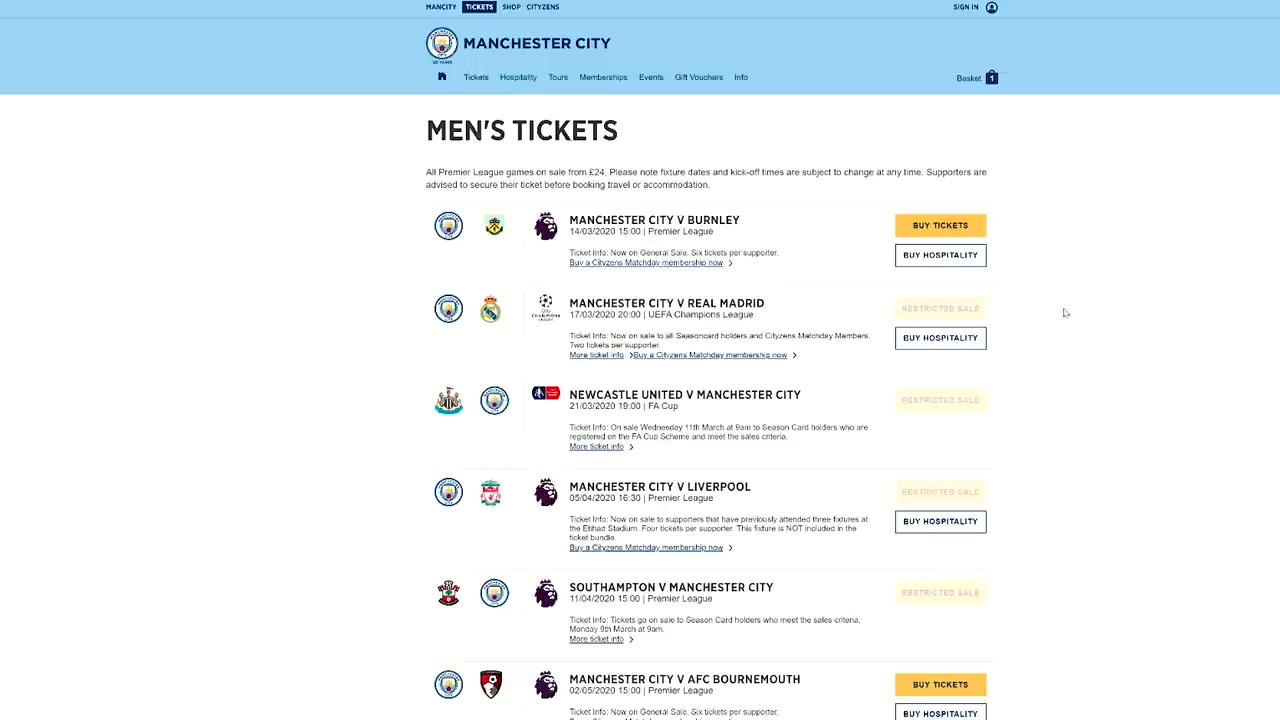 MANCITY TICKETS SHOP CITYZENS SIGN IN
MANCHESTER CITY
Tickets Hospitality Tours Memberships Events Gift Vouchers Info Basket 1
MEN'S TICKETS
All Premier League games on sale from £24. Please note fixture dates and kick-off times are subject to change at any time. Supporters are
advised to secure their ticket before booking travel or accommodation.
MANCHESTER CITY V BURNLEY
14/03/2020 15:00 | Premier League
BUY TICKETS
Ticket Info: Now on General Sale. Six tickets per supporter.
Buy a Cityzens Matchday membership now
BUY HOSPITALITY
MANCHESTER CITY V REAL MADRID
17/03/2020 20:00 | UEFA Champions League
RESTRICTED SALE
Ticket Info: Now on sale to all Seasoncard holders and Cityzens Matchday Members.
Two tickets per supporter.
More ticket info Buy a Cityzens Matchday membership now
BUY HOSPITALITY
NEWCASTLE UNITED V MANCHESTER CITY
21/03/2020 19:00 | FA Cup
RESTRICTED SALE
Ticket Info: On sale Wednesday 11th March at 9am to Season Card holders who are
registered on the FA Cup Scheme and meet the sales criteria.
More ticket info
MANCHESTER CITY V LIVERPOOL
05/04/2020 16:30 | Premier League
RESTRICTED SALE
Ticket Info: Now on sale to supporters that have previously attended three fixtures at
the Etihad Stadium. Four tickets per supporter. This fixture is NOT included in the
ticket bundle.
Buy a Cityzens Matchday membership now
BUY HOSPITALITY
SOUTHAMPTON V MANCHESTER CITY
11/04/2020 15:00 | Premier League
RESTRICTED SALE
Ticket Info: Tickets go on sale to Season Card holders who meet the sales criteria,
Monday 9th March at 9am.
More ticket info
MANCHESTER CITY V AFC BOURNEMOUTH
02/05/2020 15:00 | Premier League
BUY TICKETS
Ticket Info: Now on General Sale. Six tickets per supporter.
BUY HOSPITALITY